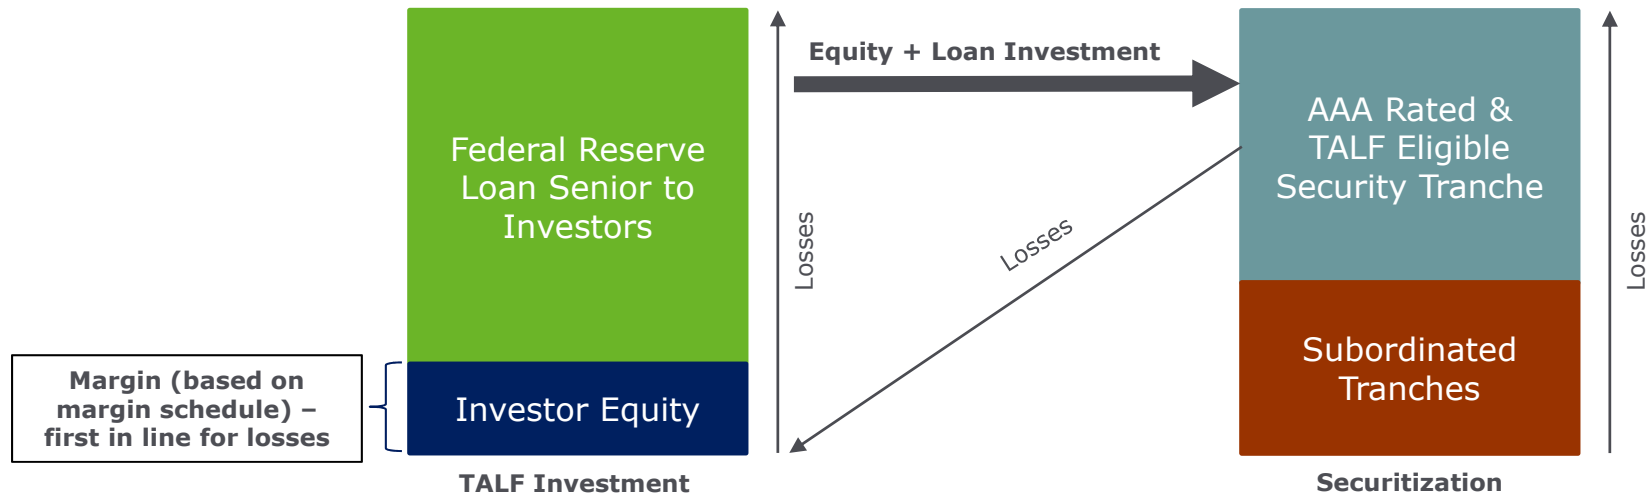 Federal Reserve
Loan Senior to
Investors
Investor Equity
Margin (based on
margin schedule) –
first in line for losses
TALF Investment
Losses
Equity + Loan Investment
Losses
AAA Rated &
TALF Eligible
Security Tranche
Subordinated
Tranches
Securitization
Losses